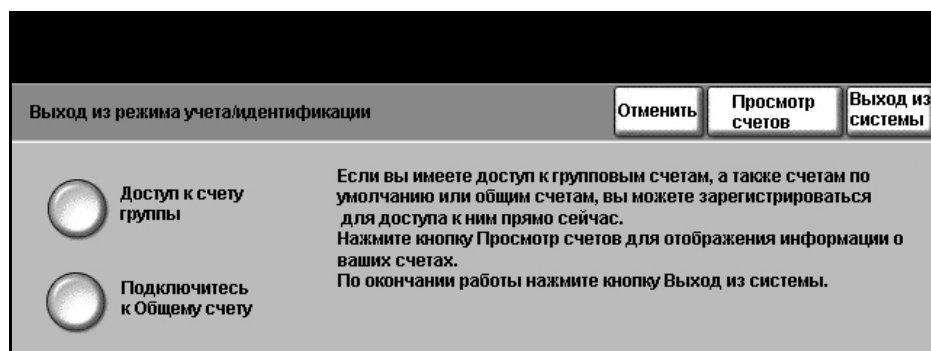 Выход из режима учета/идентификации
Отменить
Просмотр
счетов
Выход из
системы
Доступ к счету
группы
Если вы имеете доступ к групповым счетам, а также счетам по
умолчанию или общим счетам, вы можете зарегистрироваться
для доступа к ним прямо сейчас.
Нажмите кнопку Просмотр счетов для отображения информации о
ваших счетах.
По окончании работы нажмите кнопку Выход из системы.
Подключитесь
к Общему счету